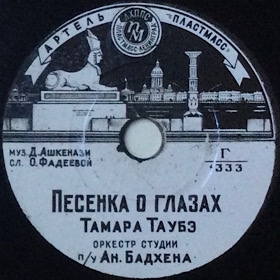 АРТЕЛЬ
ПЛАСТМАСС
МУЗ. Д. АШКЕНАЗИ
СЛ. О. ФАДЕЕВОЙ
Г
333
ПЕСЕНКА О ГЛАЗАХ
ТАМАРА ТАУБЭ
ОРКЕСТР СТУДИИ
П/У АН. БАДХЕНА